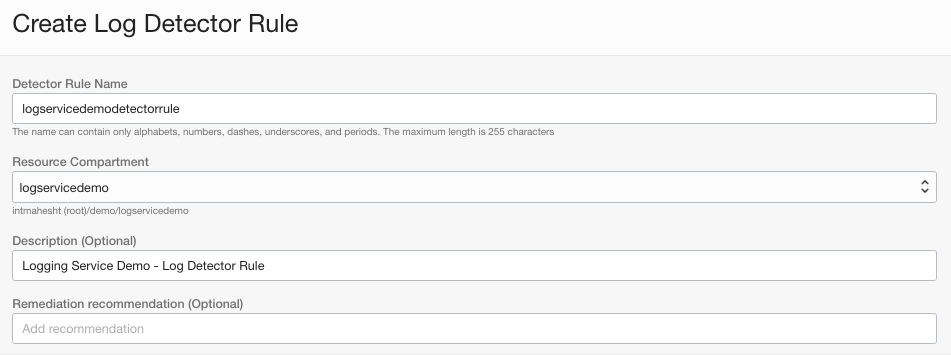 Create Log Detector Rule
Detector Rule Name
logservicedemodetectorrule
The name can contain only alphabets, numbers, dashes, underscores, and periods. The maximum length is 255 characters
Resource Compartment
logservicedemo
intmahesht (root)/demo/logservicedemo
Description (Optional)
Logging Service Demo - Log Detector Rule
Remediation recommendation (Optional)
Add recommendation